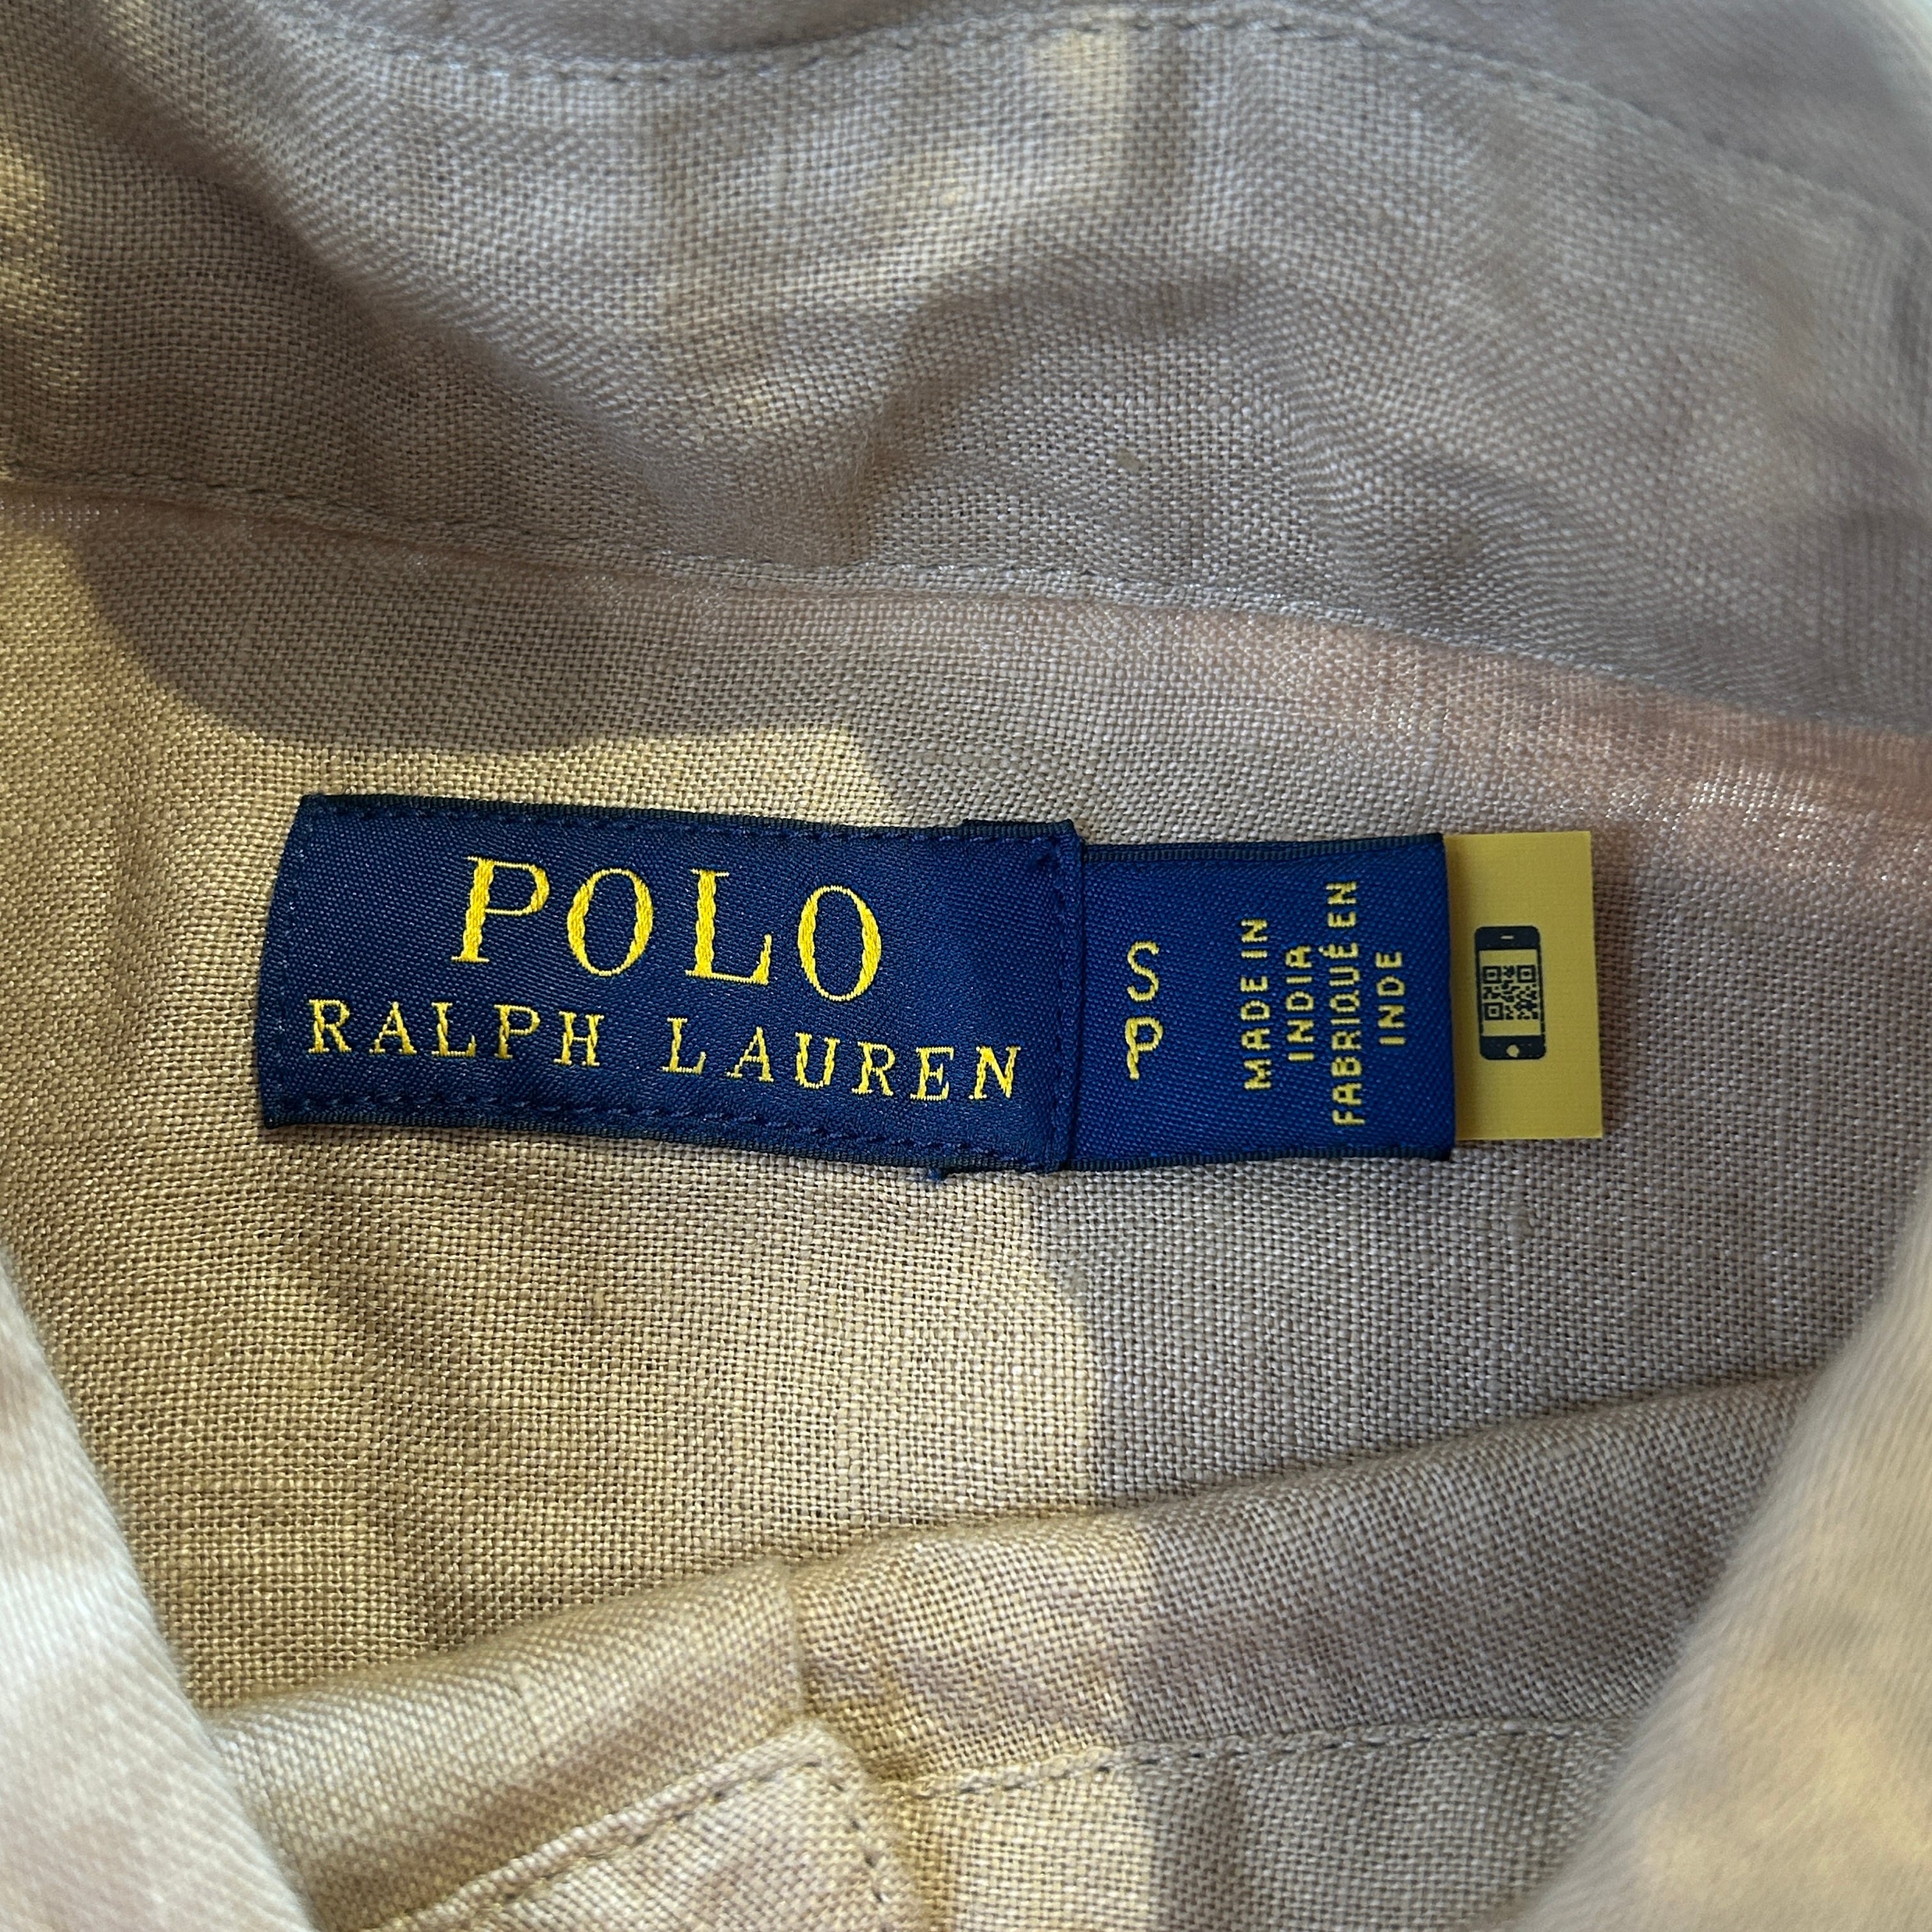 POLO
RALPH LAUREN
S
P
MADE IN
INDIA
FABRIQUÉ EN
INDE